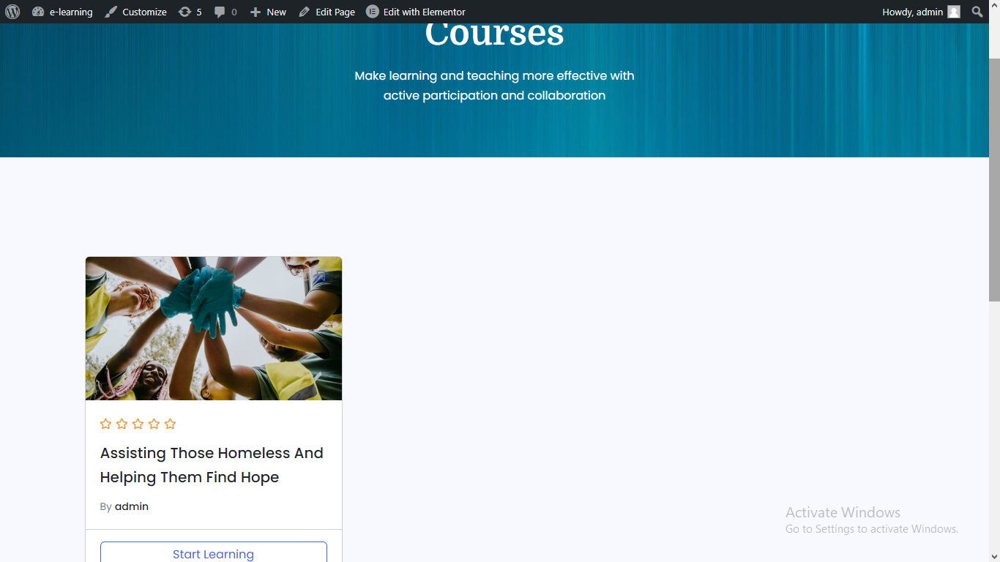 e-learning Customize 5 0 New Edit Page Edit with Elementor Howdy, admin
Courses
Make learning and teaching more effective with
active participation and collaboration
Assisting Those Homeless And
Helping Them Find Hope
By admin
Start Learning
Activate Windows
Go to Settings to activate Windows.